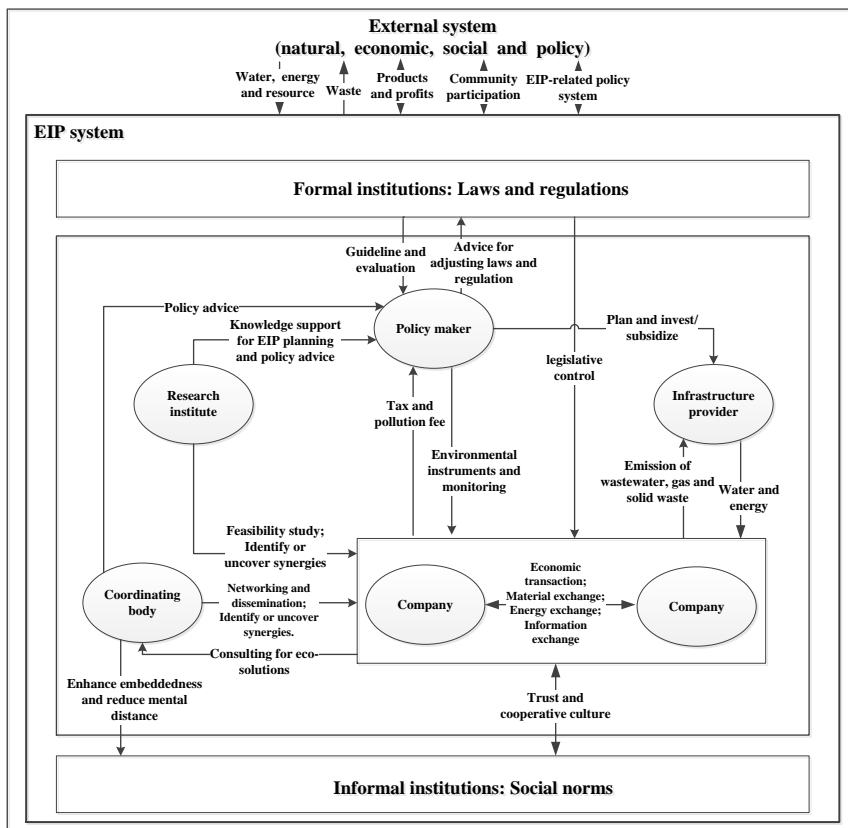 External system
(natural, economic, social and policy)
Water, energy
and resource
Waste
Products
and profits
Community
participation
EIP-related policy
system
EIP system
Formal institutions: Laws and regulations
Guideline and
evaluation
Advice for
adjusting laws and
regulation
Policy advice
Knowledge support
for EIP planning
and policy advice
Policy maker
Plan and invest/
subsidize
legislative
control
Research
institute
Infrastructure
provider
Tax and
pollution fee
Environmental
instruments and
monitoring
Emission of
wastewater, gas and
solid waste
Water and
energy
Feasibility study;
Identify or
uncover synergies
Coordinating
body
Networking and
dissemination;
Identify or uncover
synergies.
Company
Economic
transaction;
Material exchange;
Energy exchange;
Information
exchange
Company
Consulting for eco-
solutions
Enhance embeddedness
and reduce mental
distance
Trust and
cooperative culture
Informal institutions: Social norms